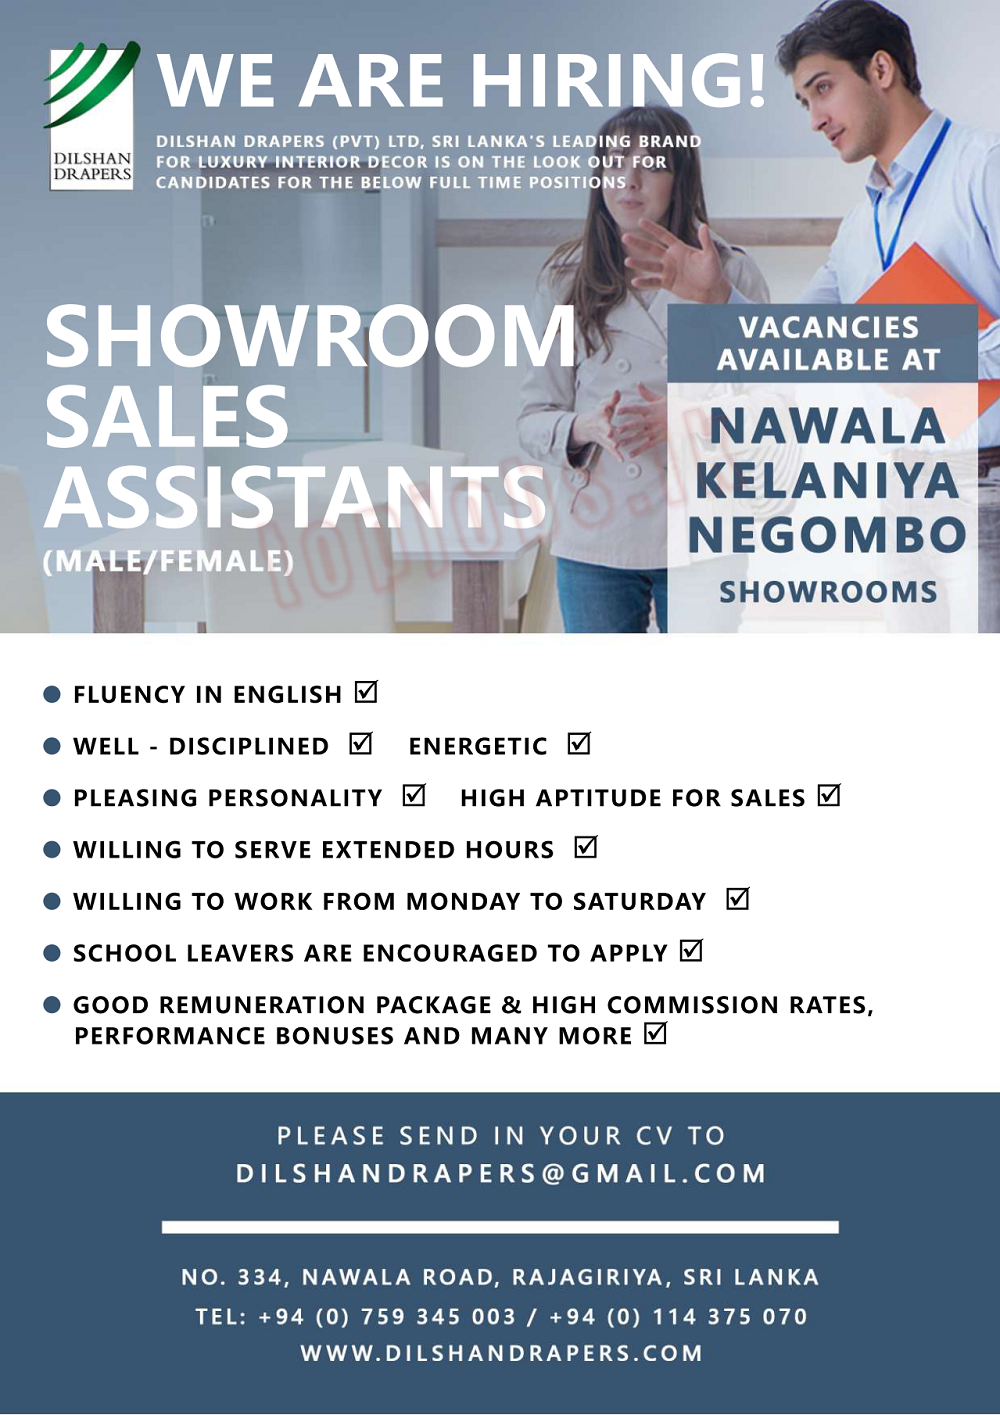 DILSHAN
DRAPERS
WE ARE HIRING!
DILSHAN DRAPERS (PVT) LTD, SRI LANKA'S LEADING BRAND
FOR LUXURY INTERIOR DECOR IS ON THE LOOK OUT FOR
CANDIDATES FOR THE BELOW FULL TIME POSITIONS
SHOWROOM
SALES
ASSISTANTS
(MALE/FEMALE)
VACANCIES
AVAILABLE AT
NAWALA
KELANIYA
NEGOMBO
SHOWROOMS
● FLUENCY IN ENGLISH ☑
● WELL - DISCIPLINED ☑ ENERGETIC ☑
● PLEASING PERSONALITY ☑ HIGH APTITUDE FOR SALES ☑
● WILLING TO SERVE EXTENDED HOURS ☑
● WILLING TO WORK FROM MONDAY TO SATURDAY ☑
● SCHOOL LEAVERS ARE ENCOURAGED TO APPLY ☑
● GOOD REMUNERATION PACKAGE & HIGH COMMISSION RATES,
PERFORMANCE BONUSES AND MANY MORE ☑
PLEASE SEND IN YOUR CV TO
DILSHANDRAPERS@GMAIL.COM
NO. 334, NAWALA ROAD, RAJAGIRIYA, SRI LANKA
TEL: +94 (0) 759 345 003 / +94 (0) 114 375 070
WWW.DILSHANDRAPERS.COM